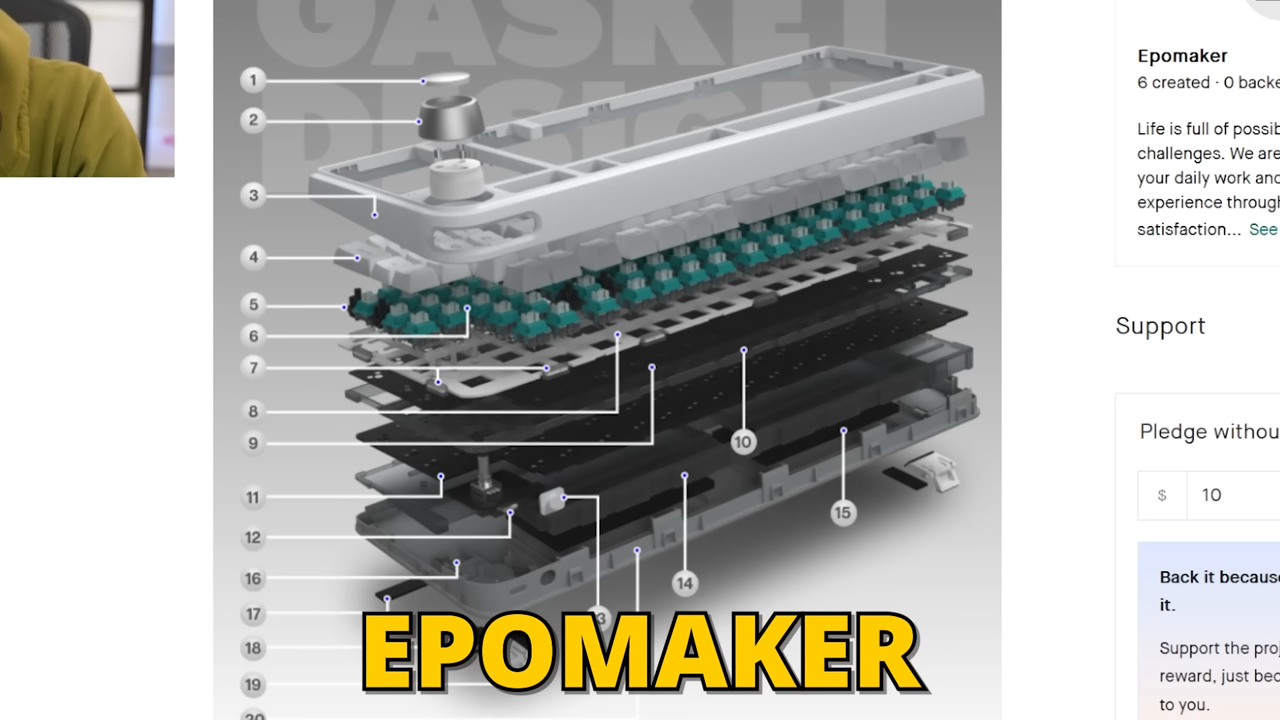 GASKET
DESIGN
1
2
3
4
5
6
7
8
9
10
11
12
15
16
14
17
18
19
20
EPOMAKER
Epomaker
6 created · 0 backe
Life is full of possib
challenges. We are
your daily work and
experience through
satisfaction... See
Support
Pledge withou
$ 10
Back it because
it.
Support the proj
reward, just bec
to you.